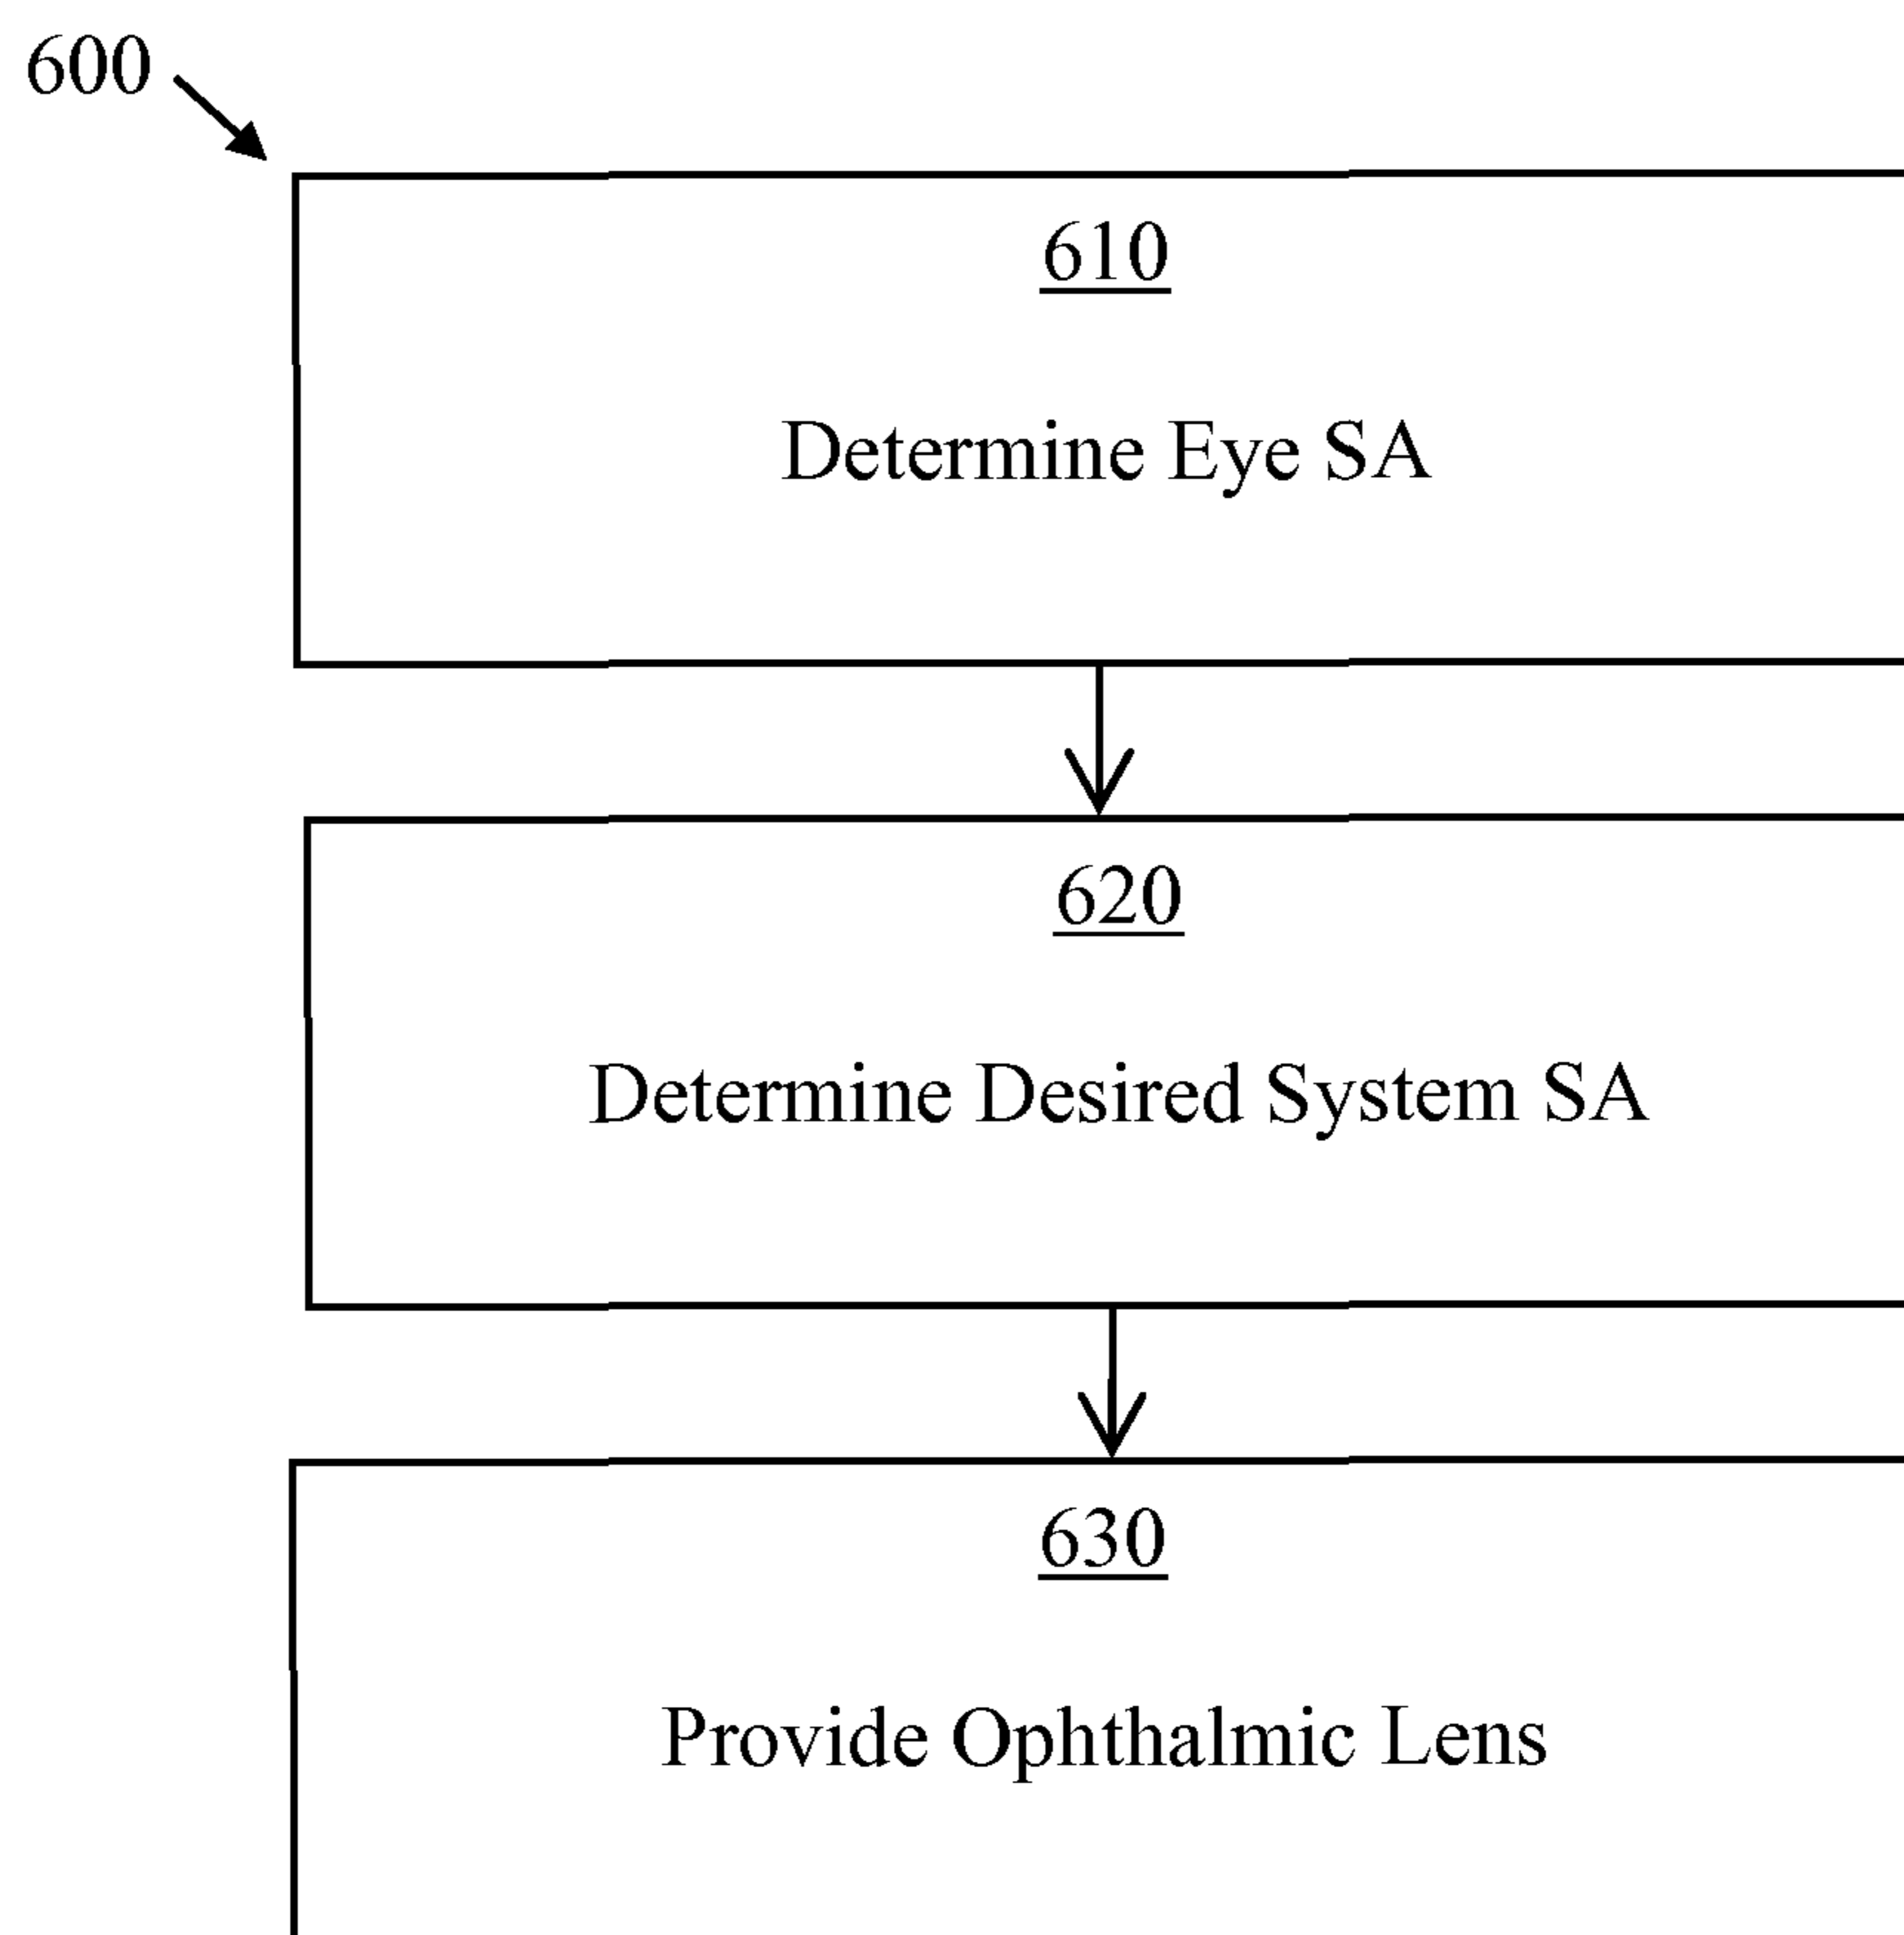 600
610
Determine Eye SA
620
Determine Desired System SA
630
Provide Ophthalmic Lens